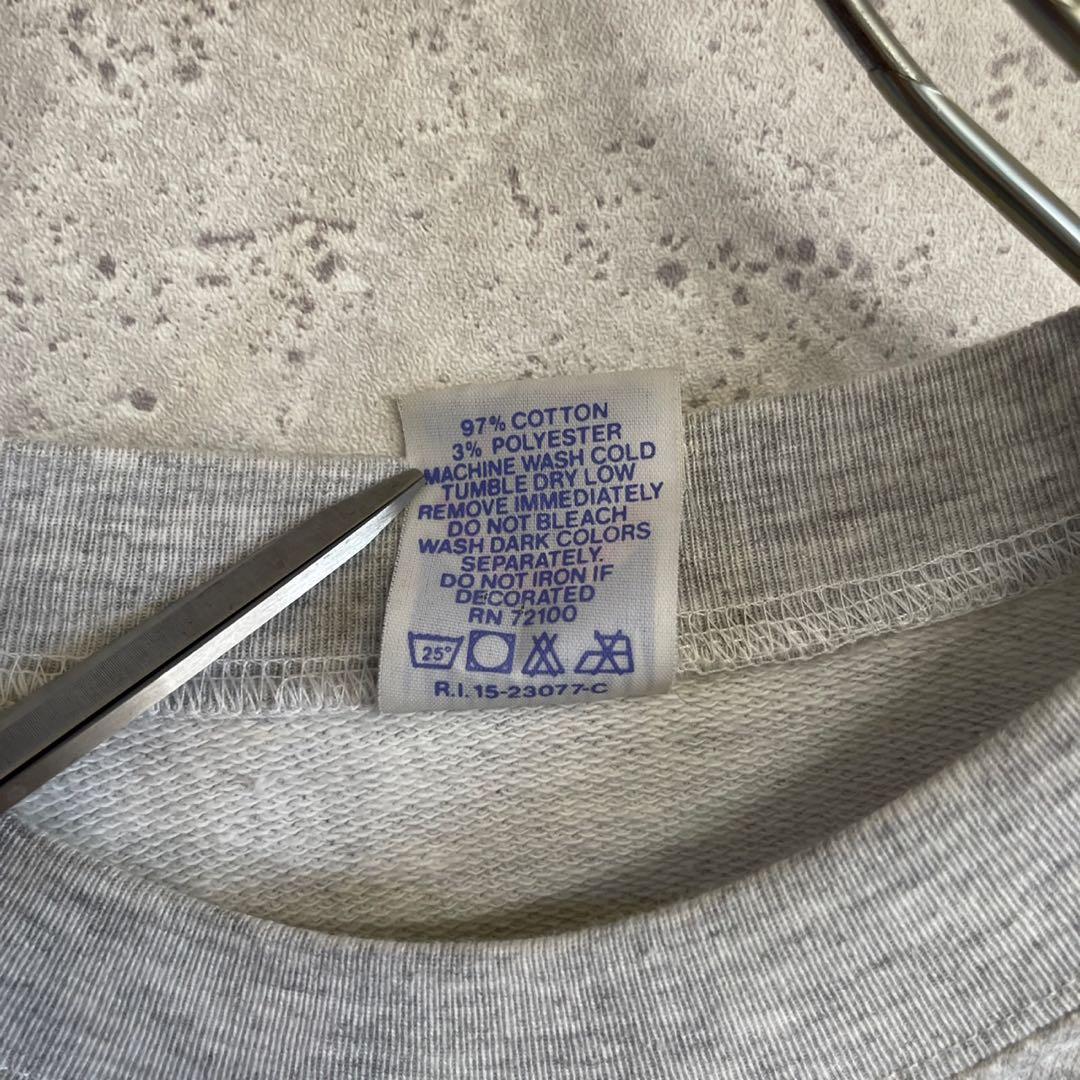 97% COTTON
3% POLYESTER
MACHINE WASH COLD
TUMBLE DRY LOW
REMOVE IMMEDIATELY
DO NOT BLEACH
WASH DARK COLORS
SEPARATELY.
DO NOT IRON IF
DECORATED
RN 72100
25°
R.I. 15-23077-C